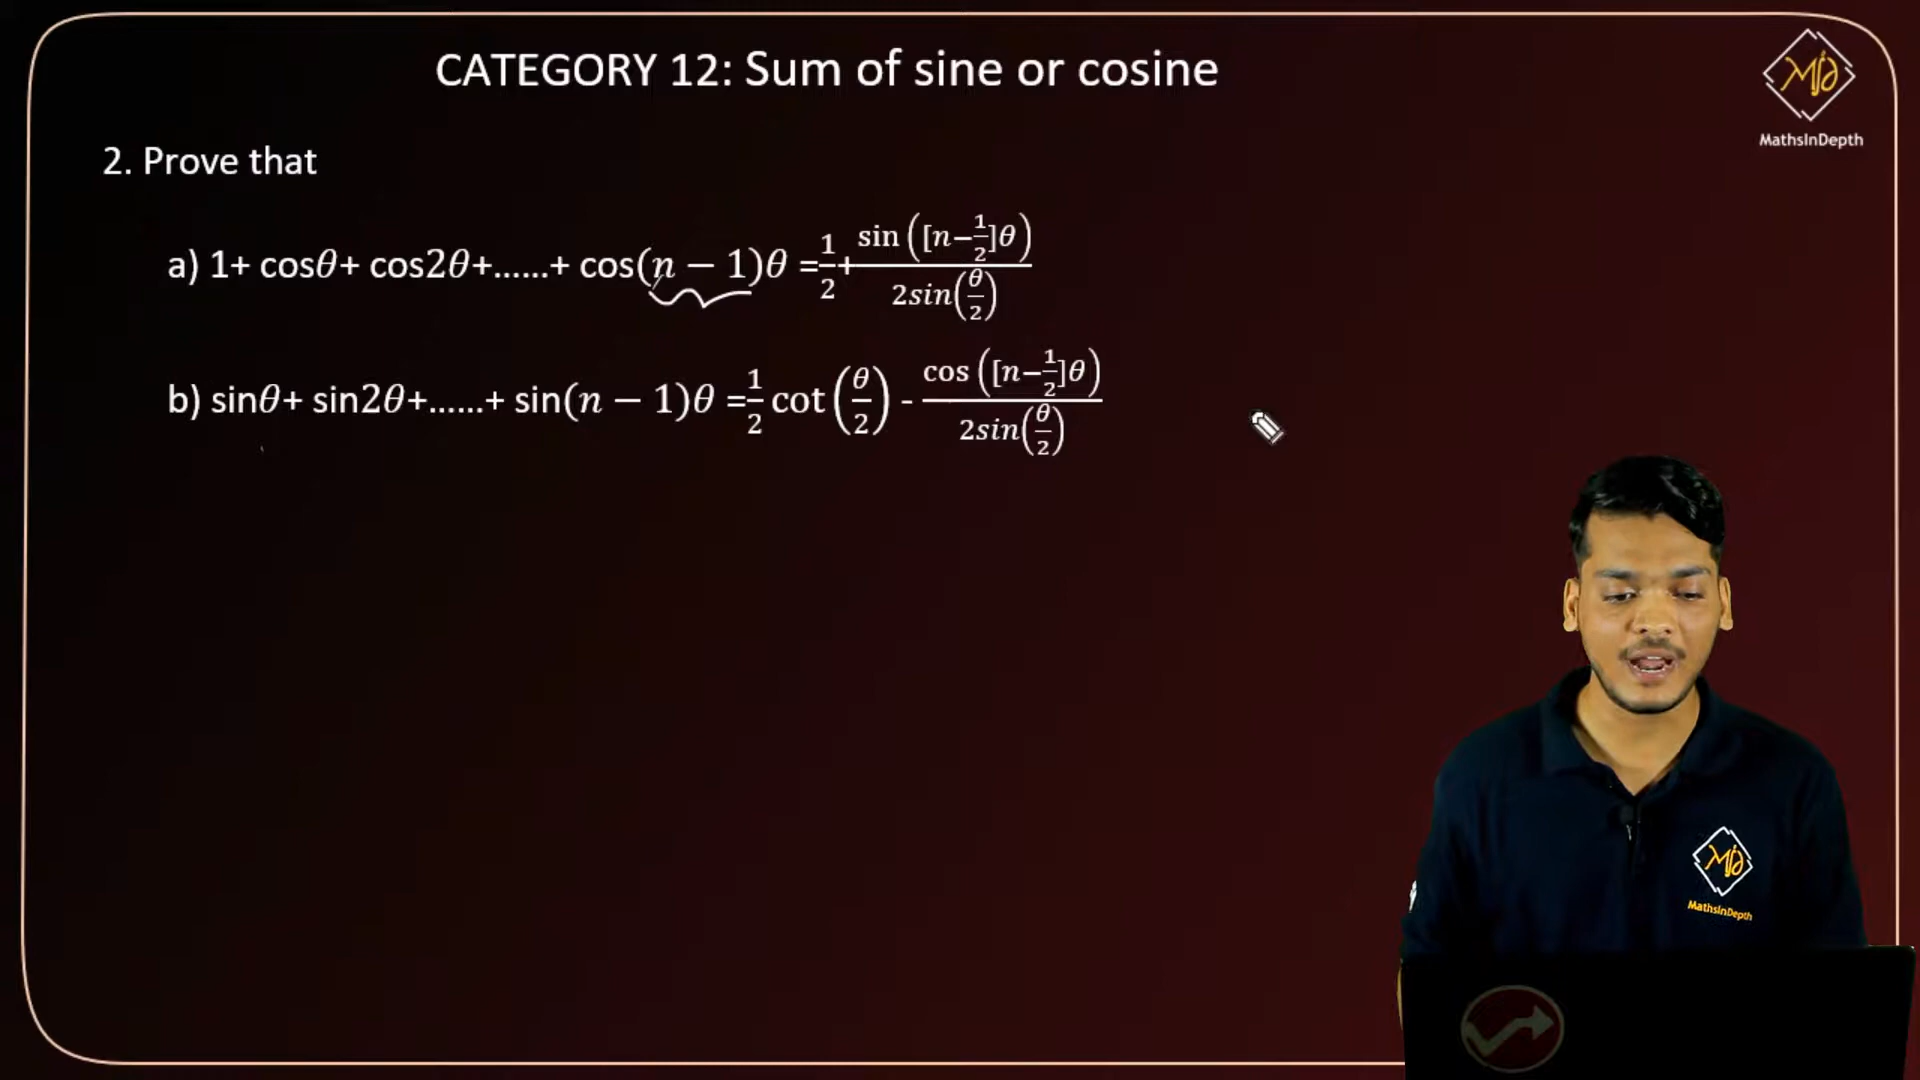 CATEGORY 12: Sum of sine or cosine
MathsInDepth
2. Prove that
a) 1+ cosθ+ cos2θ+......+ cos(n − 1)θ =1/2+ sin([n−1/2]θ) / 2sin(θ/2)
b) sinθ+ sin2θ+......+ sin(n − 1)θ =1/2 cot(θ/2) - cos([n−1/2]θ) / 2sin(θ/2)
MathsInDepth